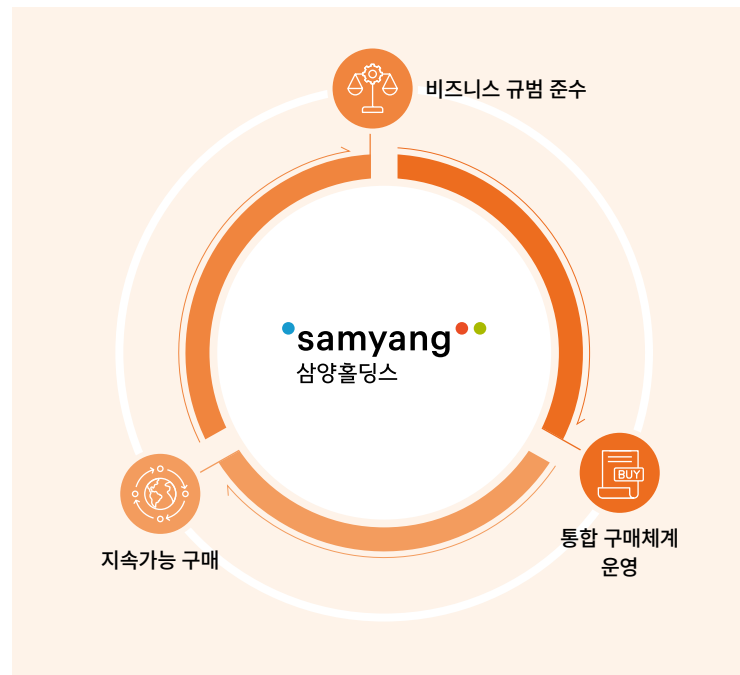 비즈니스 규범 준수
samyang
삼양홀딩스
BUY
통합 구매체계
운영
지속가능 구매